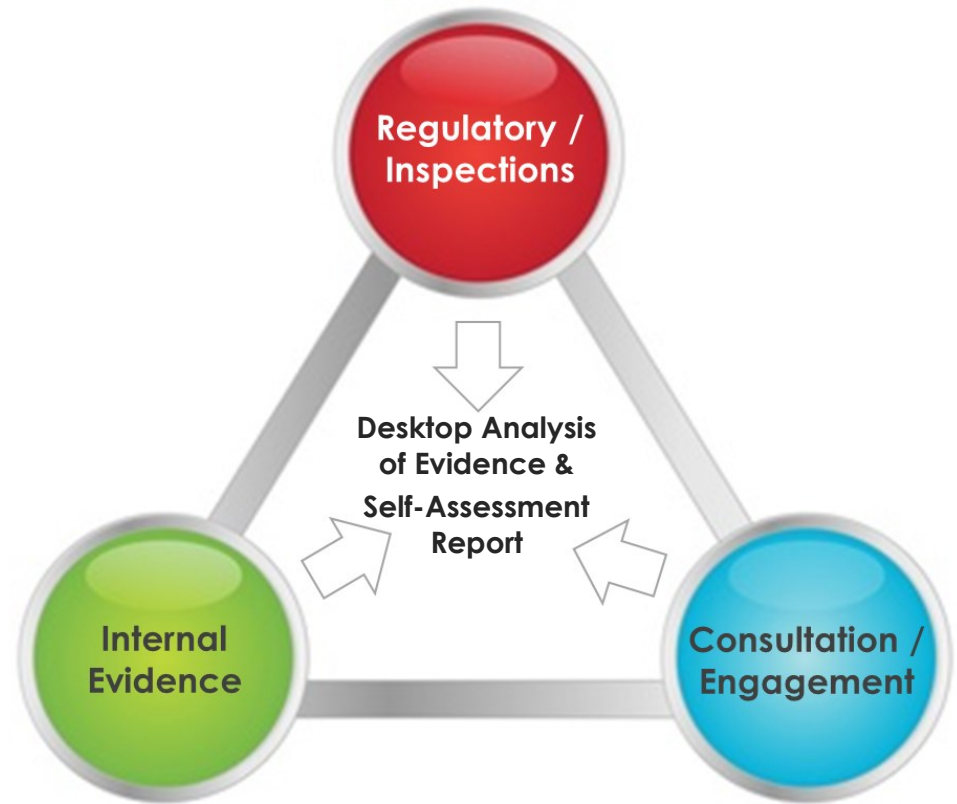 Regulatory /
Inspections
Desktop Analysis
of Evidence &
Self-Assessment
Report
Internal
Evidence
Consultation /
Engagement